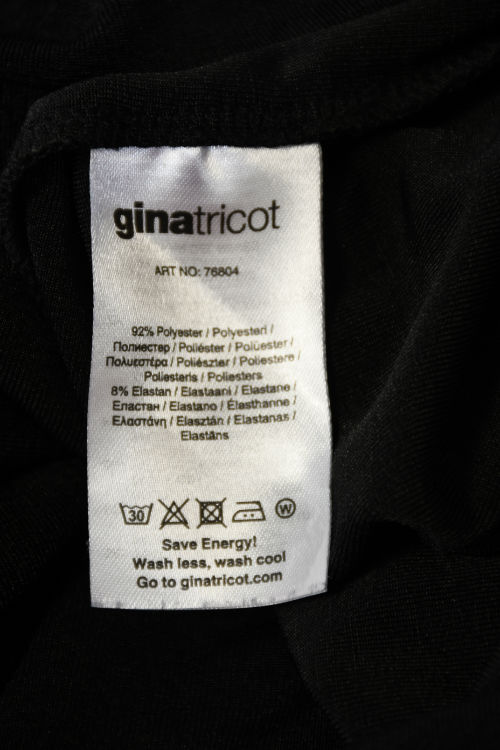 ginatricot
ART NO: 76804
92% Polyester / Polyesteri /
Полиестер / Poliéster / Polüester /
Πολυεστέρα / Poliészter / Poliestere /
Poliesteris / Poliesters
8% Elastan / Elastaani / Elastane /
Еластан / Elastano / Élasthanne /
Ελαστάνη / Elasztán / Elastanas /
Elastāns
30 W
Save Energy!
Wash less, wash cool
Go to ginatricot.com